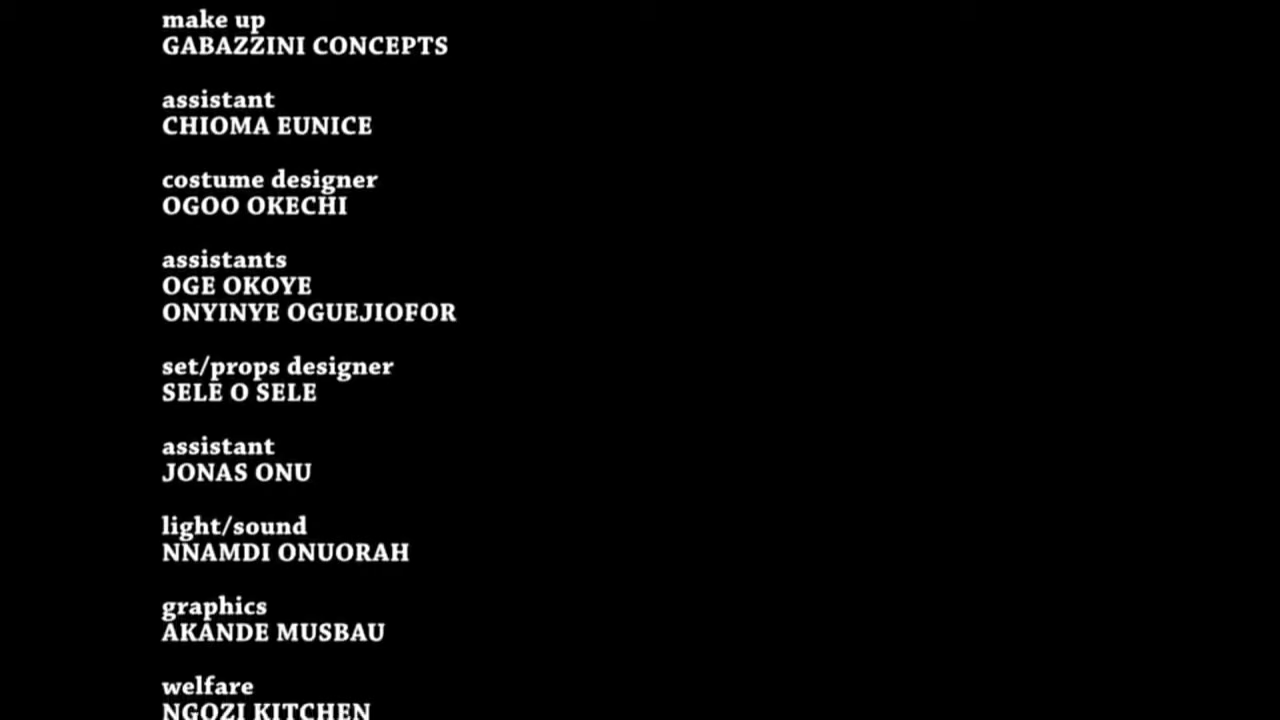 make up
GABAZZINI CONCEPTS
assistant
CHIOMA EUNICE
costume designer
OGOO OKECHI
assistants
OGE OKOYE
ONYINYE OGUEJIOFOR
set/props designer
SELE O SELE
assistant
JONAS ONU
light/sound
NNAMDI ONUORAH
graphics
AKANDE MUSBAU
welfare
NGOZI KITCHEN